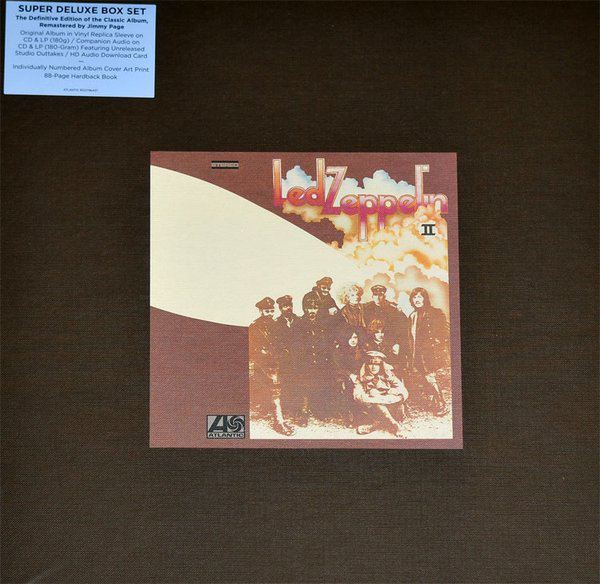 SUPER DELUXE BOX SET
The Definitive Edition of the Classic Album,
Remastered by Jimmy Page
Original Album in Vinyl Replica Sleeve on
CD & LP (180g) / Companion Audio on
CD & LP (180-Gram) Featuring Unreleased
Studio Outtakes / HD Audio Download Card
—
Individually Numbered Album Cover Art Print
88-Page Hardback Book
Led Zeppelin
II
ATLANTIC